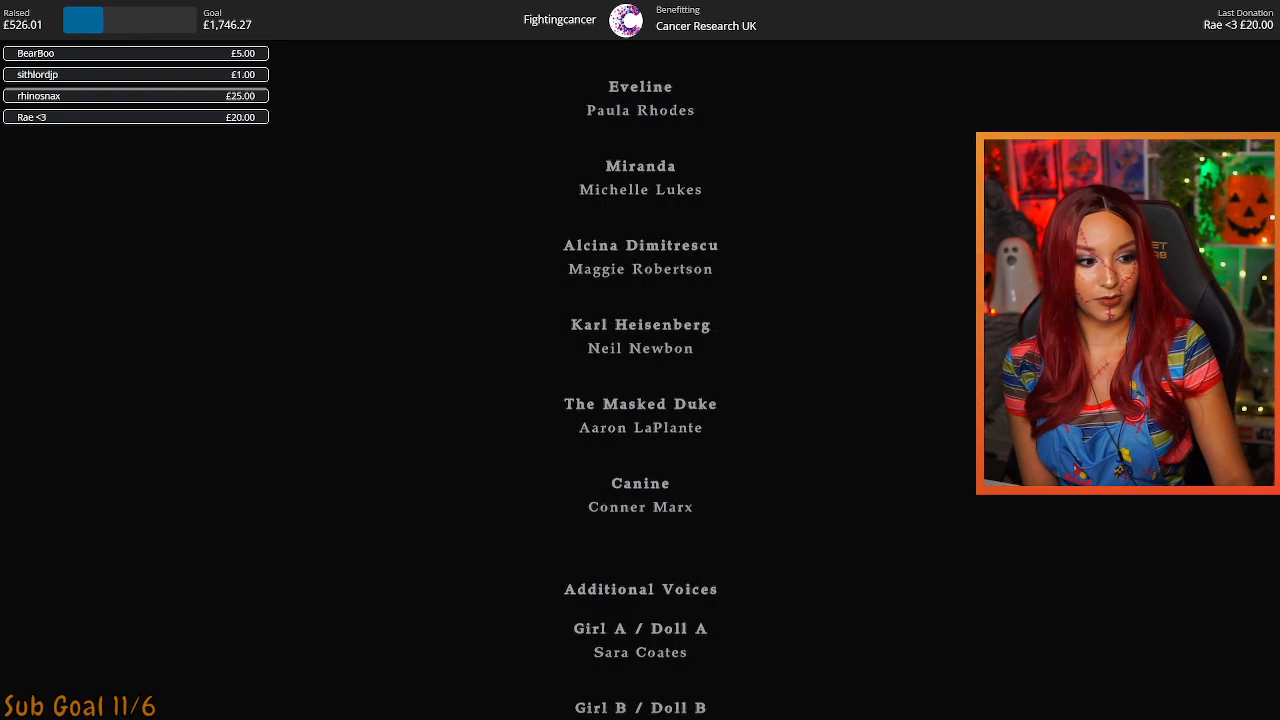 Raised
£526.01
Goal
£1,746.27
Fightingcancer
Benefitting
Cancer Research UK
Last Donation
Rae <3 £20.00
BearBoo £5.00
sithlordjp £1.00
rhinosnax £25.00
Rae <3 £20.00
Eveline
Paula Rhodes
Miranda
Michelle Lukes
Alcina Dimitrescu
Maggie Robertson
Karl Heisenberg
Neil Newbon
The Masked Duke
Aaron LaPlante
Canine
Conner Marx
Additional Voices
Girl A / Doll A
Sara Coates
Girl B / Doll B
Sub Goal 11/6